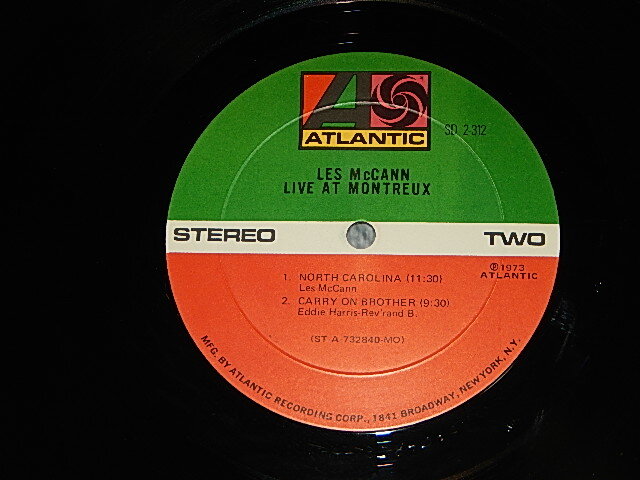 ATLANTIC
SD 2-312
LES McCANN
LIVE AT MONTREUX
STEREO
TWO
℗1973
ATLANTIC
1. NORTH CAROLINA (11:30)
Les McCann
2. CARRY ON BROTHER (9:30)
Eddie Harris-Rev'rand B.
(ST-A-732840-MO)
MFG. BY ATLANTIC RECORDING CORP., 1841 BROADWAY, NEW YORK, N.Y.